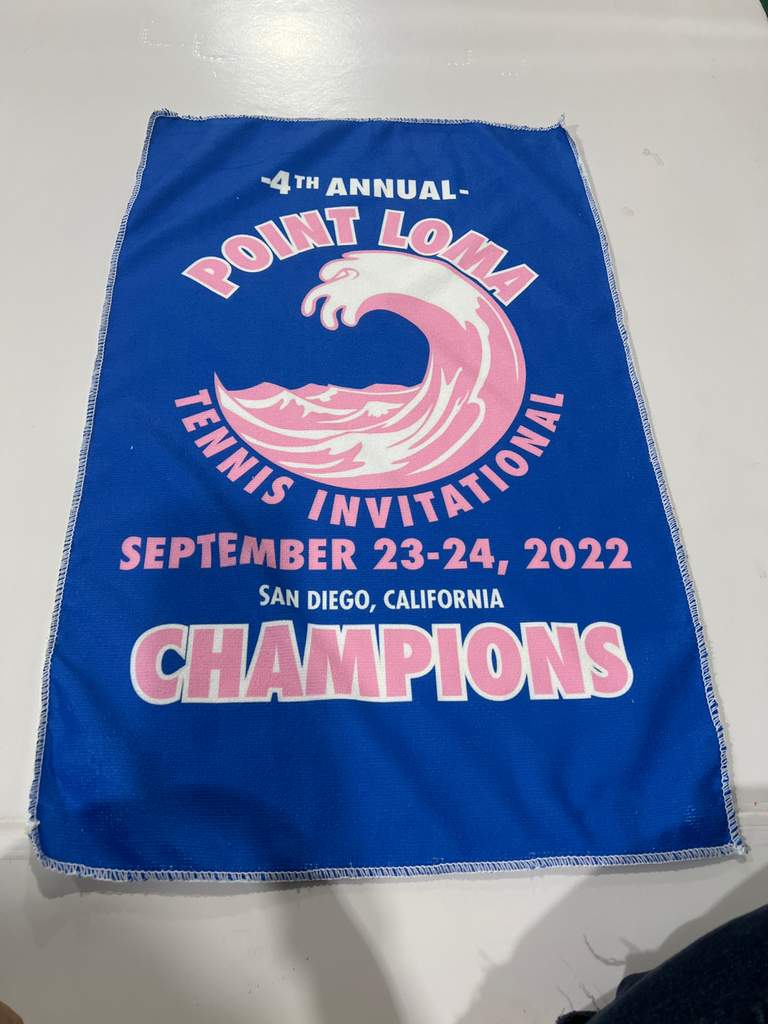 -4TH ANNUAL-
POINT LOMA
TENNIS INVITATIONAL
SEPTEMBER 23-24, 2022
SAN DIEGO, CALIFORNIA
CHAMPIONS